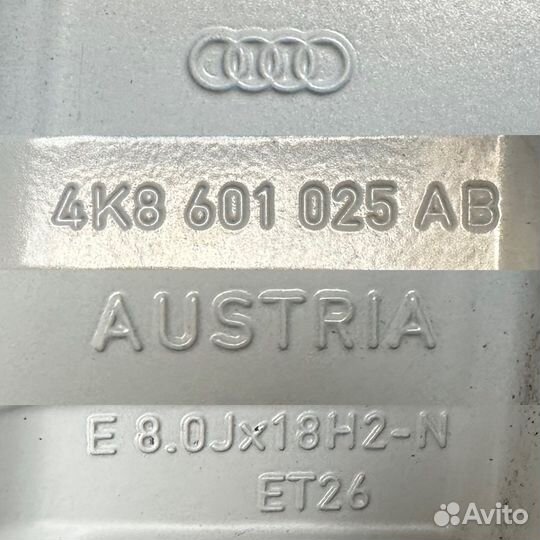 4K8 601 025 AB
AUSTRIA
E 8.0Jx18H2-N
ET26
Avito